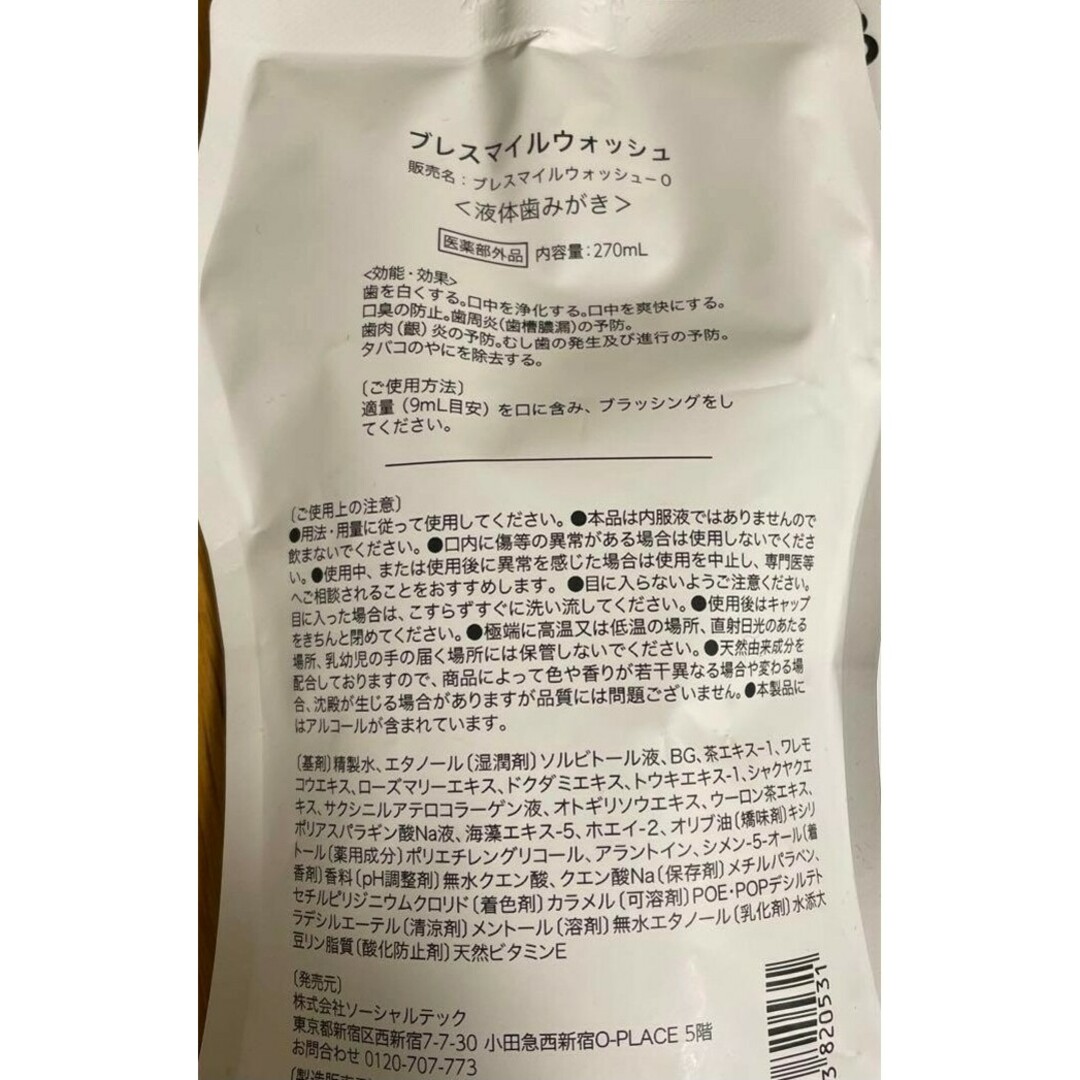 ブレスマイルウォッシュ
販売名：ブレスマイルウォッシュー0
＜液体歯みがき＞
医薬部外品 内容量：270mL
<効能・効果>
歯を白くする。口中を浄化する。口中を爽快にする。
口臭の防止。歯周炎(歯槽膿漏)の予防。
歯肉(齦)炎の予防。むし歯の発生及び進行の予防。
タバコのやにを除去する。
〔ご使用方法〕
適量（9mL目安）を口に含み、ブラッシングをし
てください。
〔ご使用上の注意〕
●用法・用量に従って使用してください。●本品は内服液ではありませんので
飲まないでください。●口内に傷等の異常がある場合は使用しないでくださ
い。●使用中、または使用後に異常を感じた場合は使用を中止し、専門医等
へご相談されることをおすすめします。●目に入らないようご注意ください。
目に入った場合は、こすらずすぐに洗い流してください。●使用後はキャップ
をきちんと閉めてください。●極端に高温又は低温の場所、直射日光のあたる
場所、乳幼児の手の届く場所には保管しないでください。●天然由来成分を
配合しておりますので、商品によって色や香りが若干異なる場合や変わる場
合、沈殿が生じる場合がありますが品質には問題ございません。●本製品に
はアルコールが含まれています。
〔基剤〕精製水、エタノール〔湿潤剤〕ソルビトール液、BG、茶エキス-1、ワレモ
コウエキス、ローズマリーエキス、ドクダミエキス、トウキエキス-1、シャクヤクエ
キス、サクシニルアテロコラーゲン液、オトギリソウエキス、ウーロン茶エキス、
ポリアスパラギン酸Na液、海藻エキス-5、ホエイ-2、オリブ油〔矯味剤〕キシリ
トール〔薬用成分〕ポリエチレングリコール、アラントイン、シメン-5-オール〔着
香剤〕香料〔pH調整剤〕無水クエン酸、クエン酸Na〔保存剤〕メチルパラベン、
セチルピリジニウムクロリド〔着色剤〕カラメル〔可溶剤〕POE・POPデシルテト
ラデシルエーテル〔清涼剤〕メントール〔溶剤〕無水エタノール〔乳化剤〕水添大
豆リン脂質〔酸化防止剤〕天然ビタミンE
〔発売元〕
株式会社ソーシャルテック
東京都新宿区西新宿7-7-30 小田急西新宿O-PLACE 5階
お問合わせ 0120-707-773
3 820531